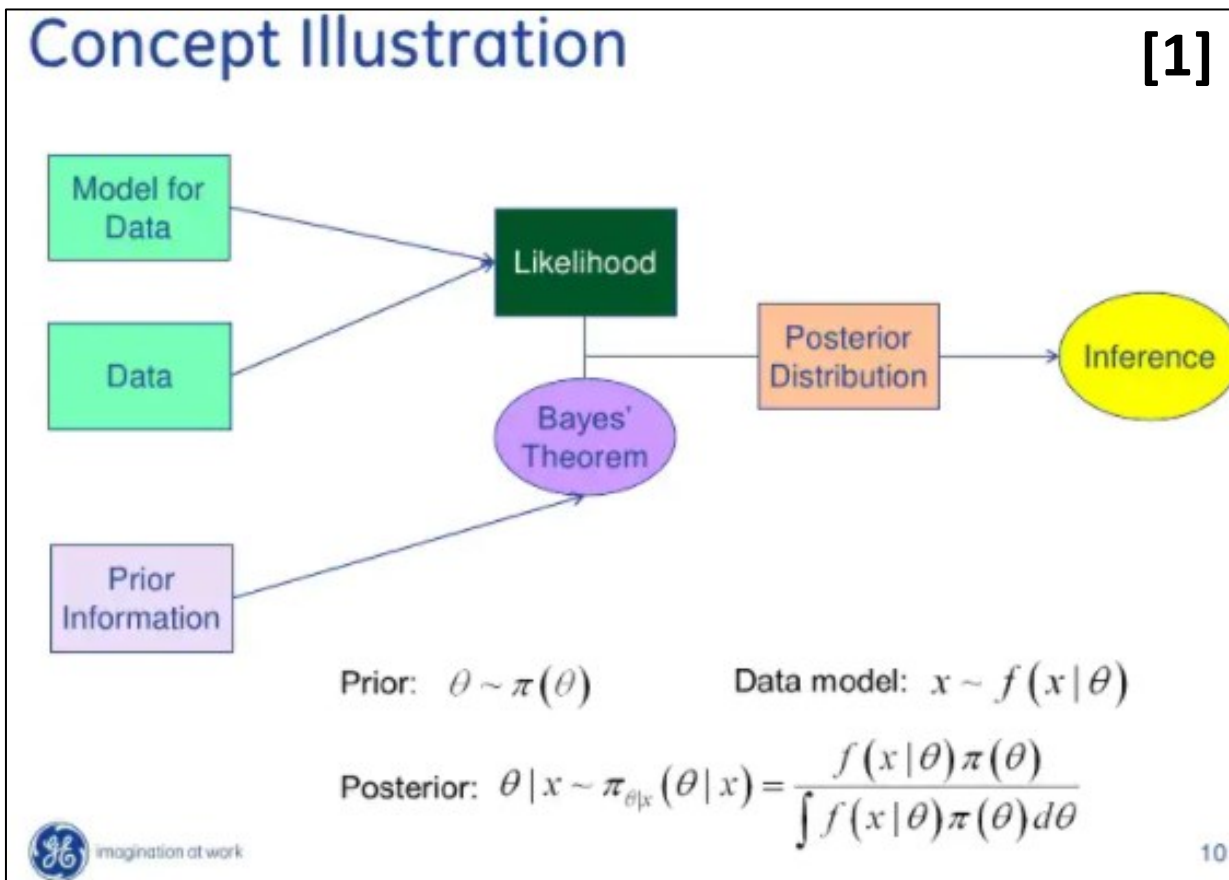 Concept Illustration
[1]
Model for
Data
Likelihood
Data
Posterior
Distribution
Inference
Bayes'
Theorem
Prior
Information
Prior: θ ~ π(θ)
Data model: x ~ f(x|θ)
Posterior: θ|x ~ π_{θ|x}(θ|x) = f(x|θ)π(θ) / ∫ f(x|θ)π(θ)dθ
GE imagination at work
10